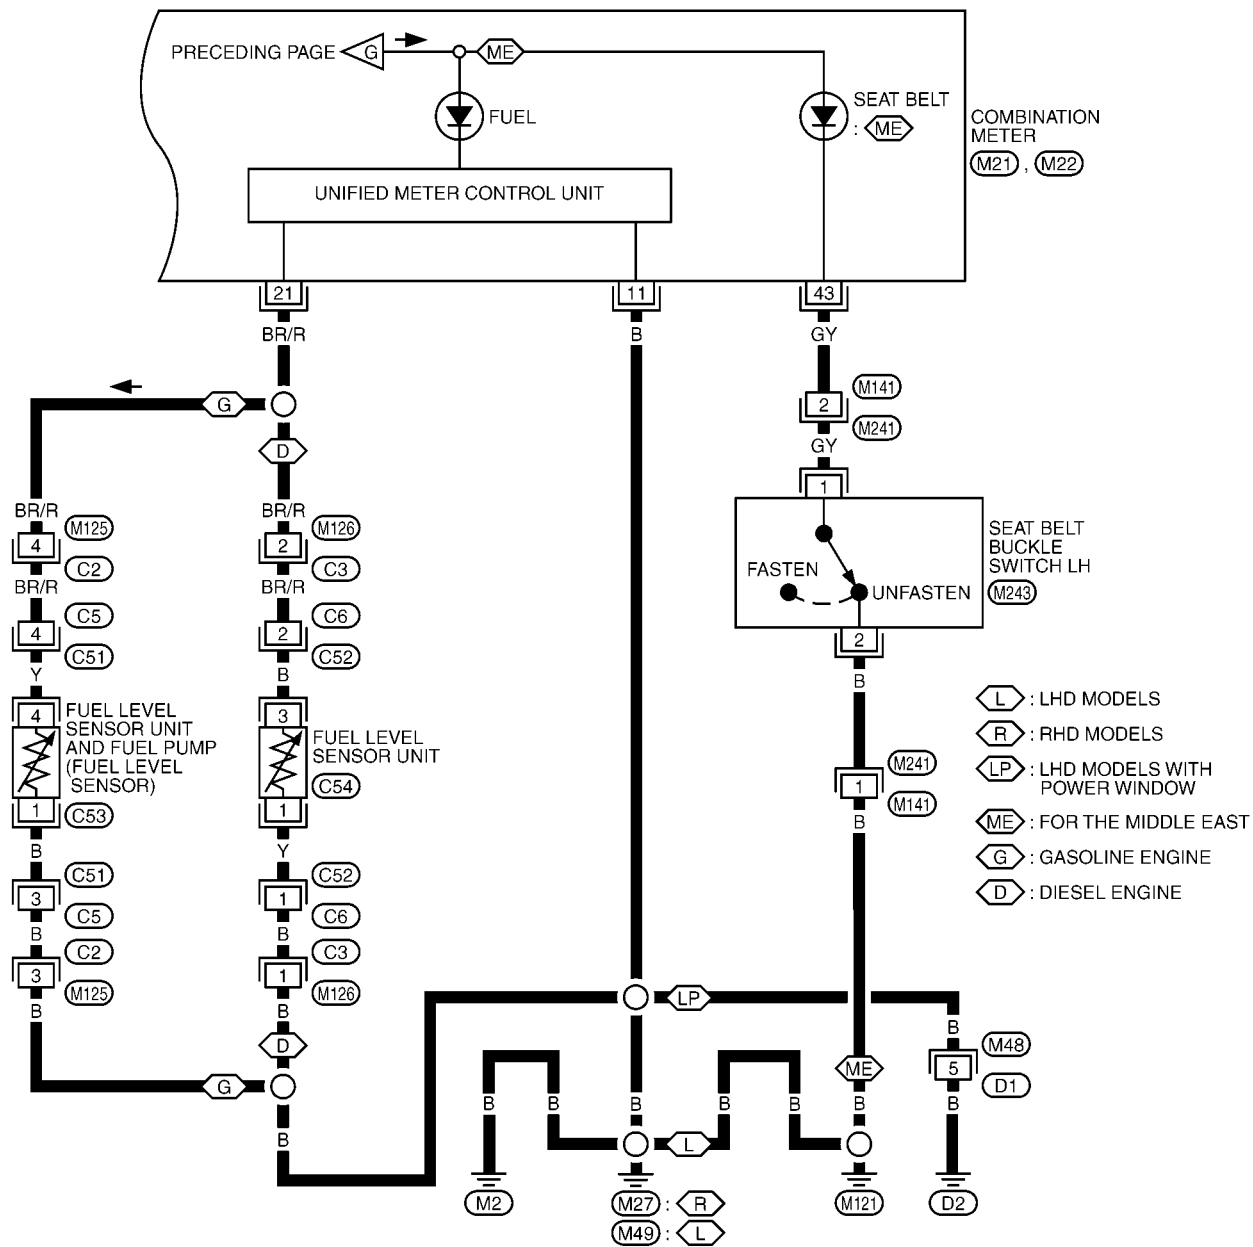 PRECEDING PAGE
G
ME
FUEL
SEAT BELT
: ME
COMBINATION
METER
M21 , M22
UNIFIED METER CONTROL UNIT
21
11
43
BR/R
B
GY
G
M141
2
M241
D
GY
1
BR/R
BR/R
M125
M126
4
2
C2
C3
SEAT BELT
BUCKLE
SWITCH LH
M243
FASTEN
UNFASTEN
BR/R
BR/R
C5
C6
4
2
2
C51
C52
Y
B
B
4
FUEL LEVEL
SENSOR UNIT
AND FUEL PUMP
(FUEL LEVEL
SENSOR)
3
FUEL LEVEL
SENSOR UNIT
C54
1
C53
1
L : LHD MODELS
R : RHD MODELS
LP : LHD MODELS WITH
POWER WINDOW
ME : FOR THE MIDDLE EAST
G : GASOLINE ENGINE
D : DIESEL ENGINE
M241
1
M141
B
B
Y
C51
C52
3
1
C5
C6
B
B
C2
C3
3
1
M125
M126
B
B
LP
B
D
M48
5
D1
ME
G
B
B
B
B
B
B
B
B
B
L
M2
M27 : R
M49 : L
M121
D2